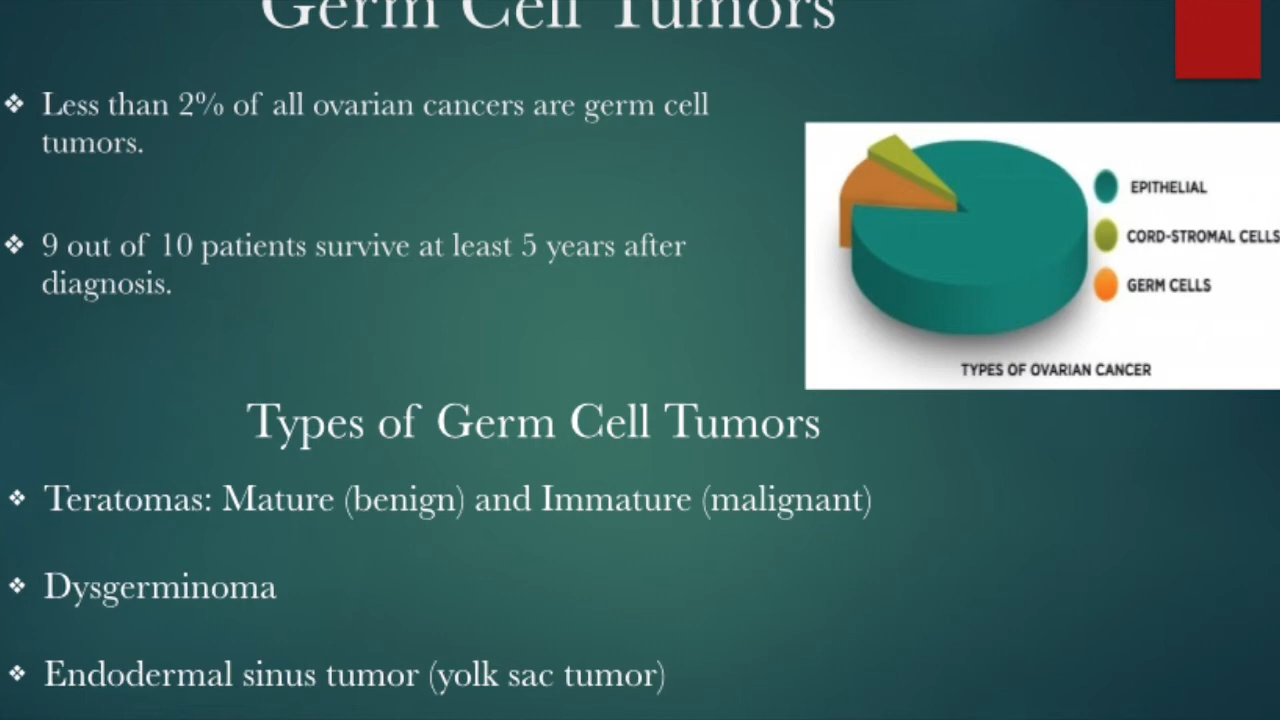 Germ Cell Tumors
❖ Less than 2% of all ovarian cancers are germ cell
tumors.
❖ 9 out of 10 patients survive at least 5 years after
diagnosis.
EPITHELIAL
CORD-STROMAL CELLS
GERM CELLS
TYPES OF OVARIAN CANCER
Types of Germ Cell Tumors
❖ Teratomas: Mature (benign) and Immature (malignant)
❖ Dysgerminoma
❖ Endodermal sinus tumor (yolk sac tumor)